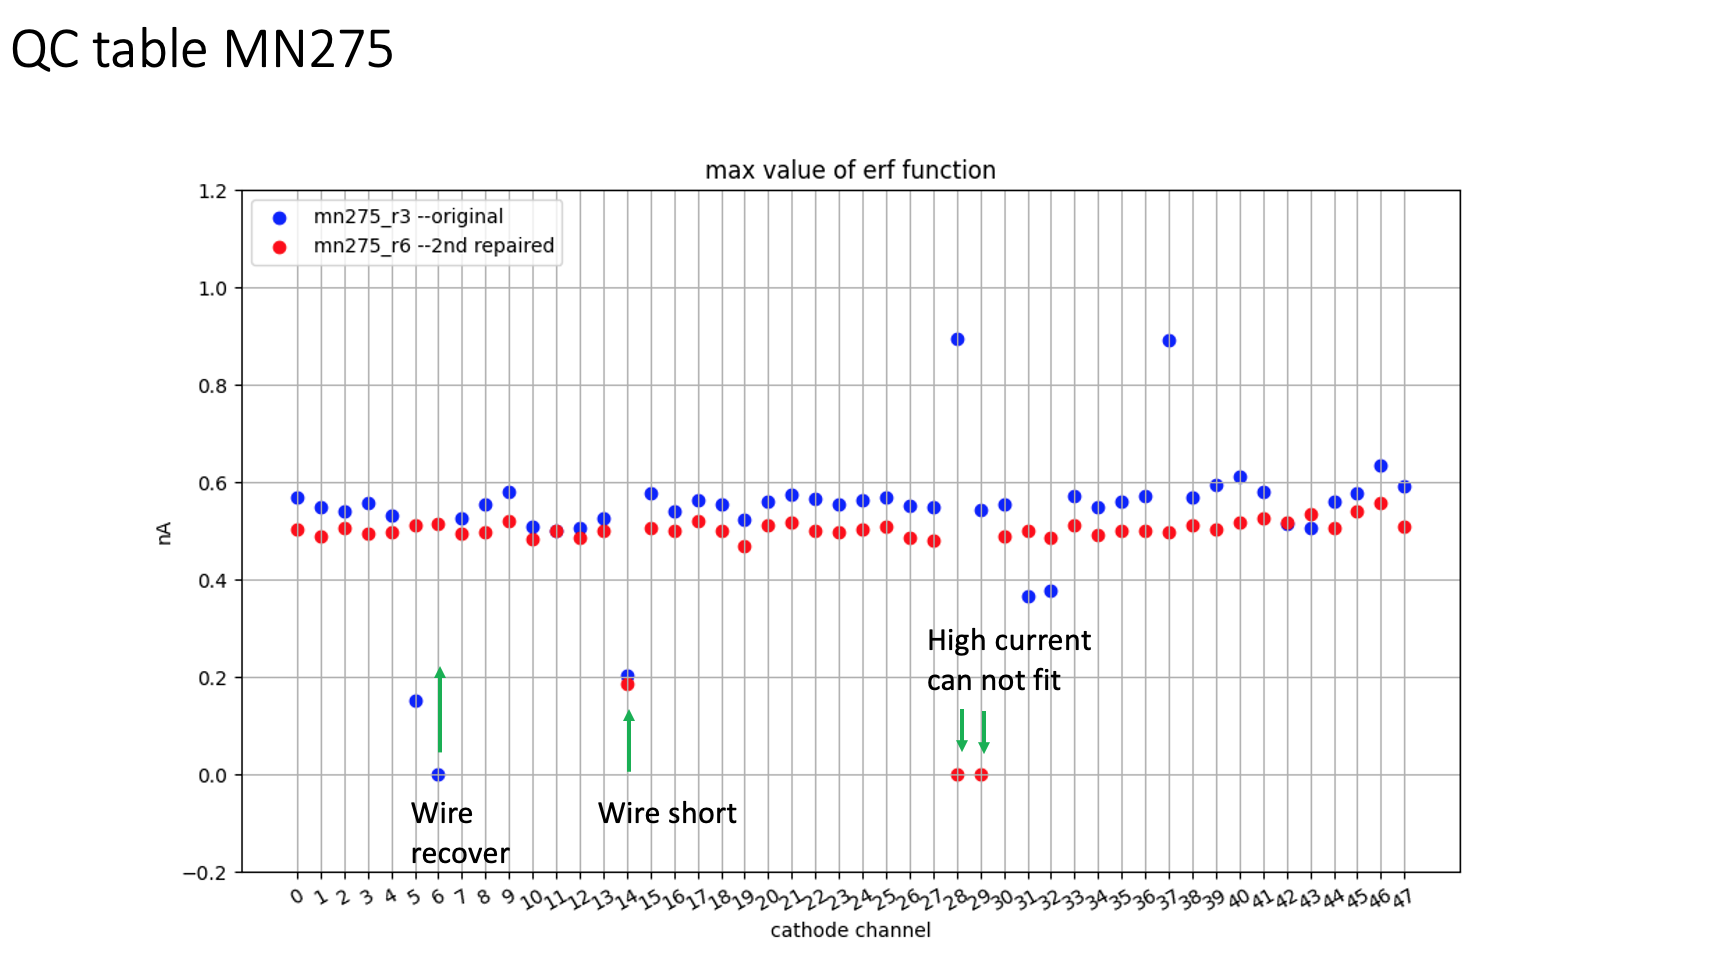 QC table MN275
max value of erf function
mn275_r3 --original
mn275_r6 --2nd repaired
1.2
1.0
0.8
0.6
0.4
0.2
0.0
−0.2
nA
High current
can not fit
Wire
recover
Wire short
0 1 2 3 4 5 6 7 8 9 10 11 12 13 14 15 16 17 18 19 20 21 22 23 24 25 26 27 28 29 30 31 32 33 34 35 36 37 38 39 40 41 42 43 44 45 46 47
cathode channel